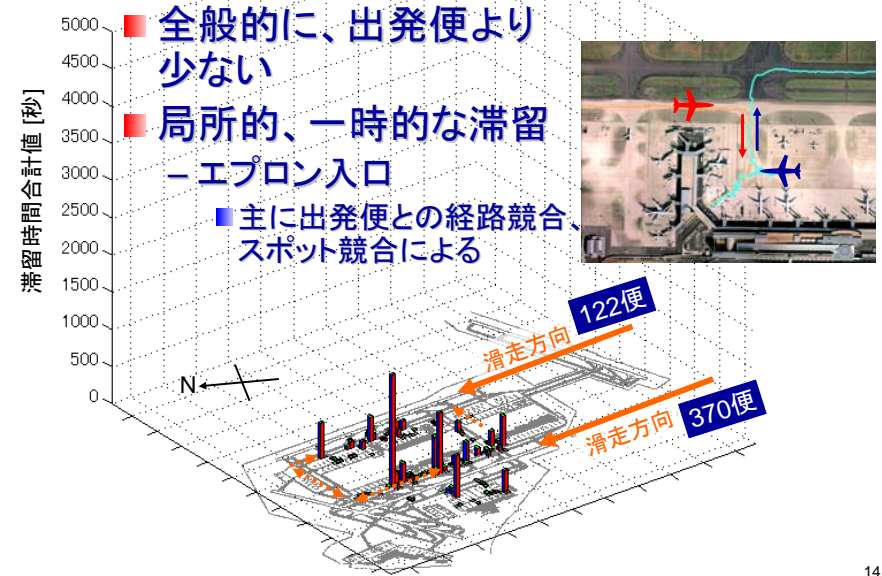 全般的に、出発便より
少ない
局所的、一時的な滞留
– エプロン入口
主に出発便との経路競合、
スポット競合による
滞留時間合計値 [秒]
5000
4500
4000
3500
3000
2500
2000
1500
1000
500
0
N
滑走方向 122便
滑走方向 370便
14